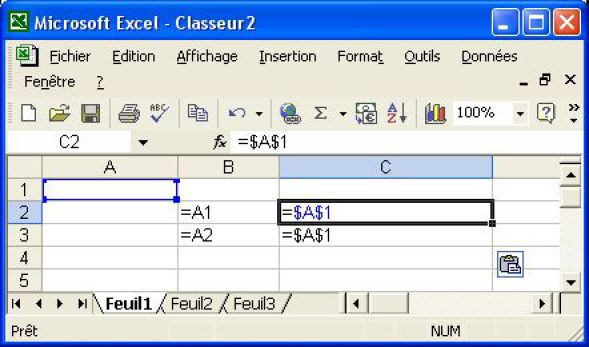 Microsoft Excel - Classeur2
Fichier Edition Affichage Insertion Format Outils Données
Fenêtre ?
ABC Σ A Z 100% ?
C2 fx =$A$1
A B C
1
2 =A1 =$A$1
3 =A2 =$A$1
4
5
Feuil1 Feuil2 Feuil3
Prêt NUM